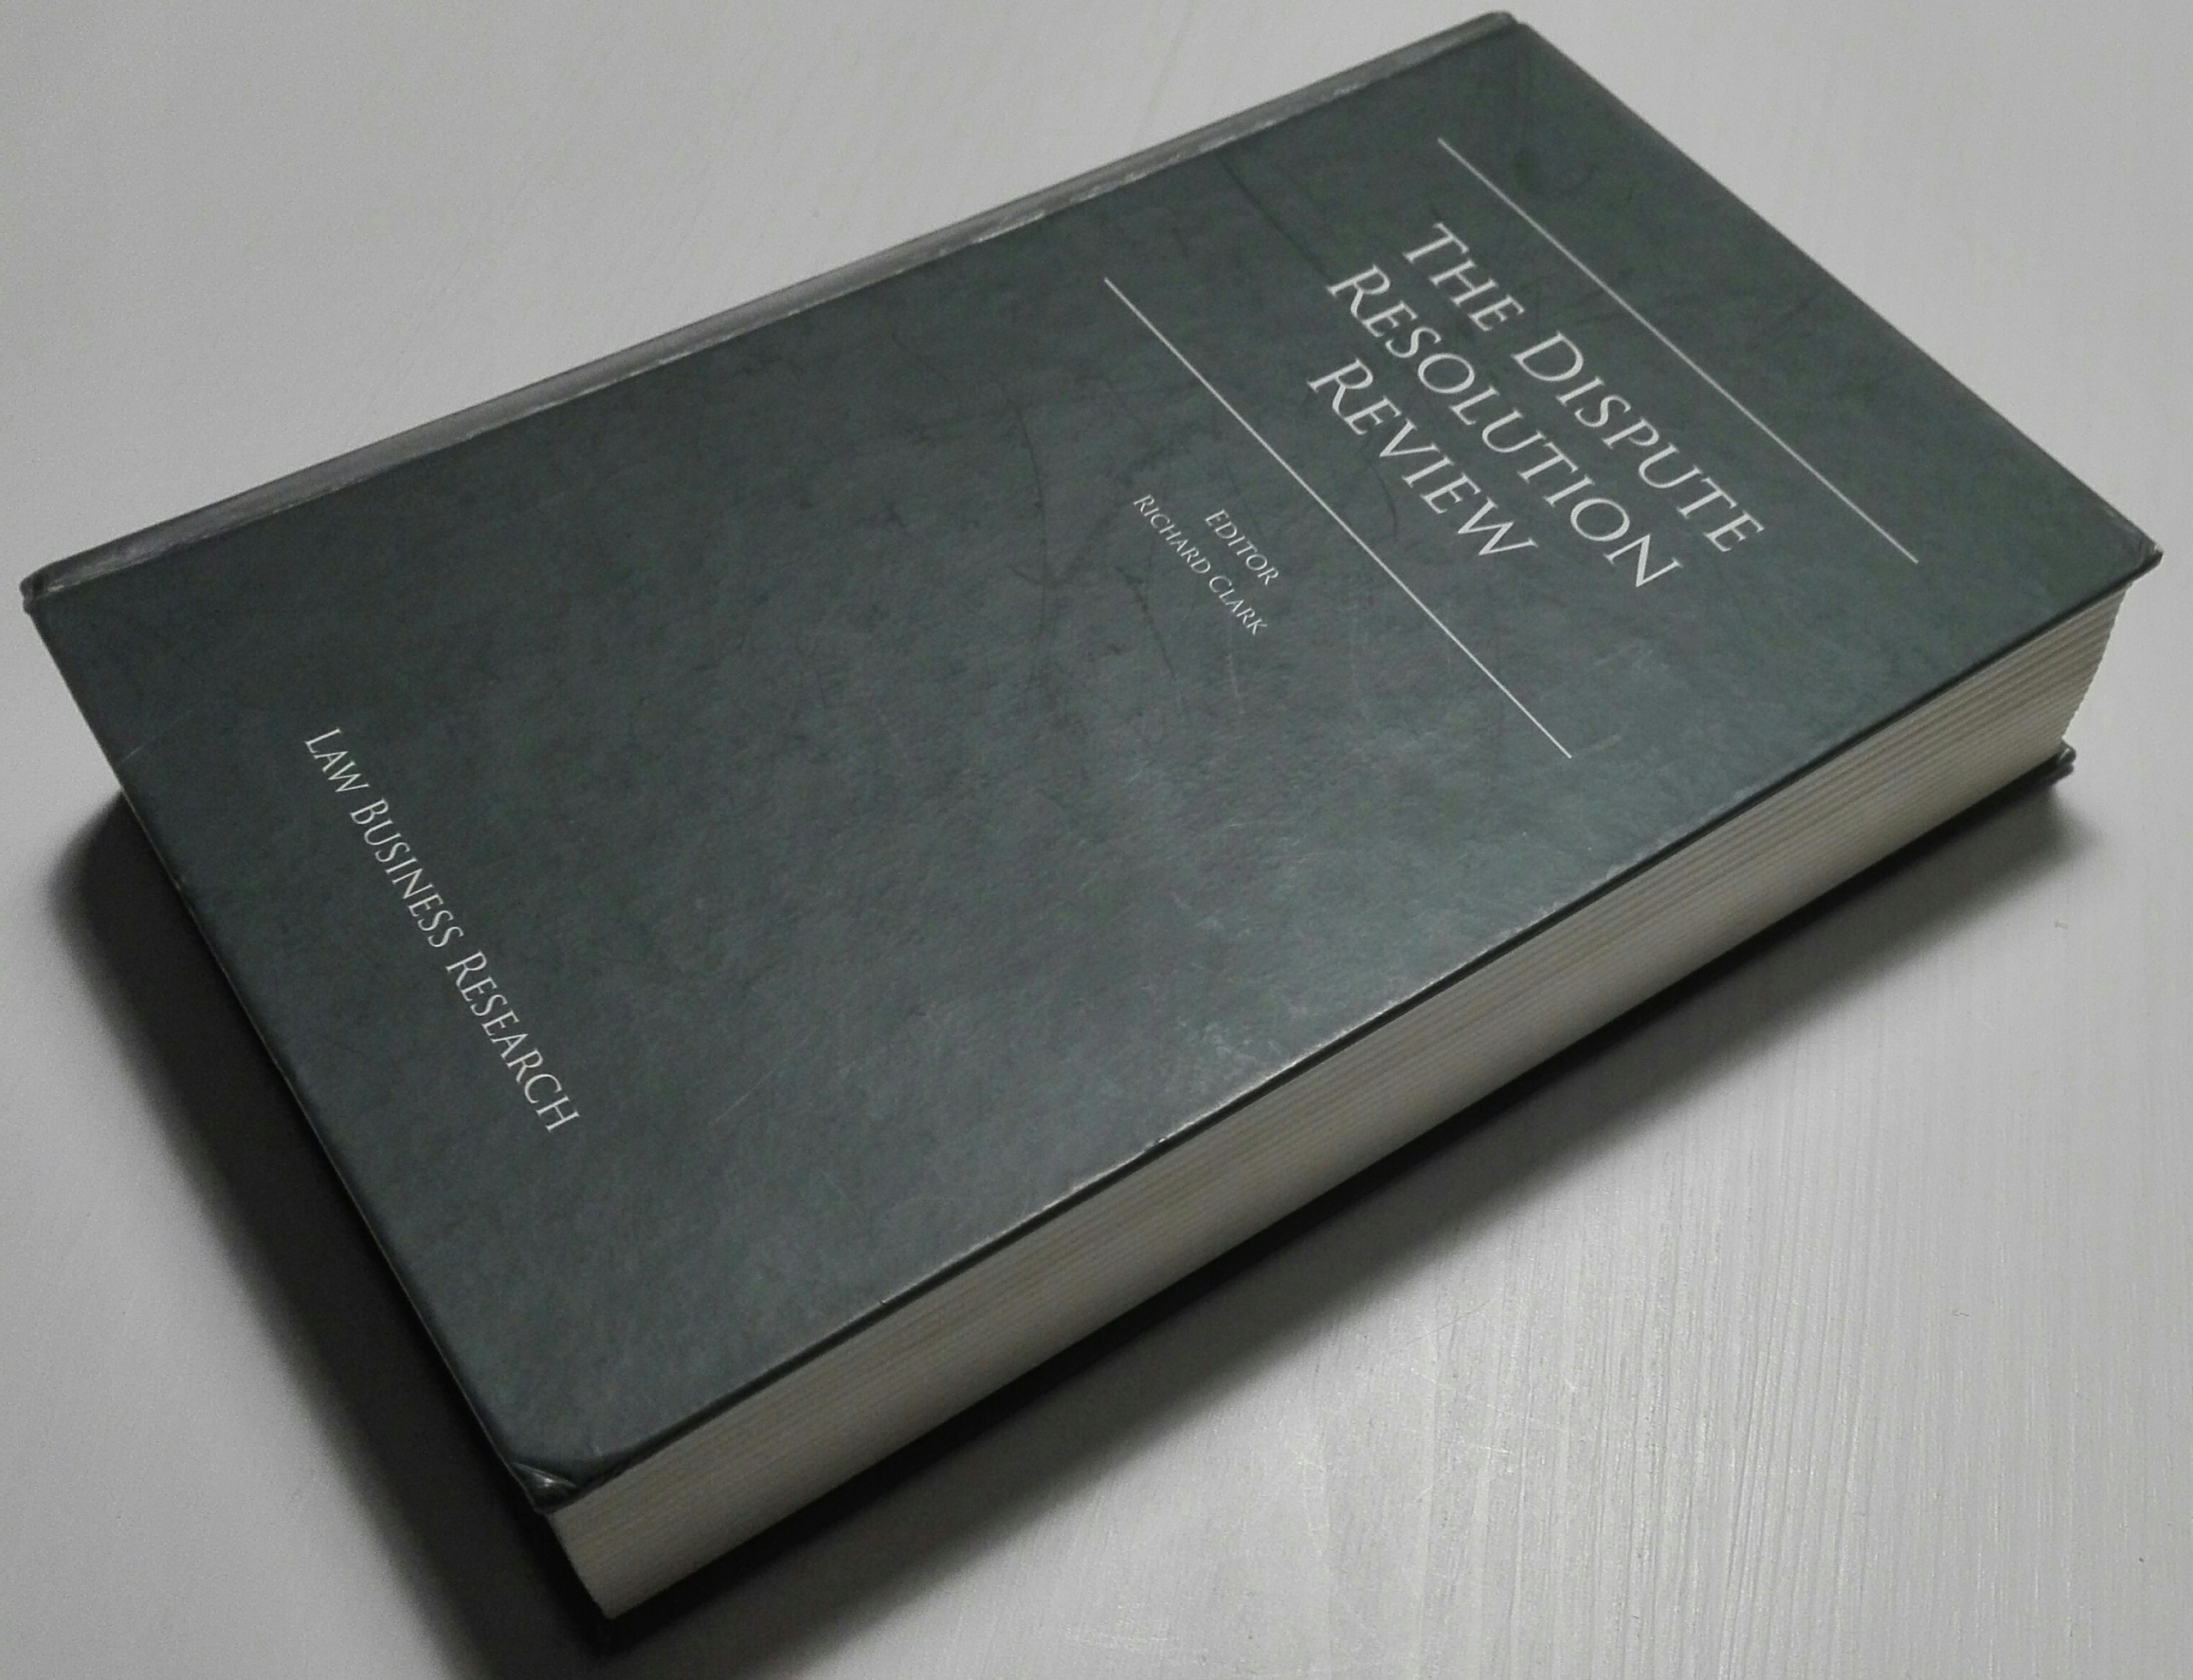 THE DISPUTE
RESOLUTION
REVIEW
EDITOR
RICHARD CLARK
LAW BUSINESS RESEARCH